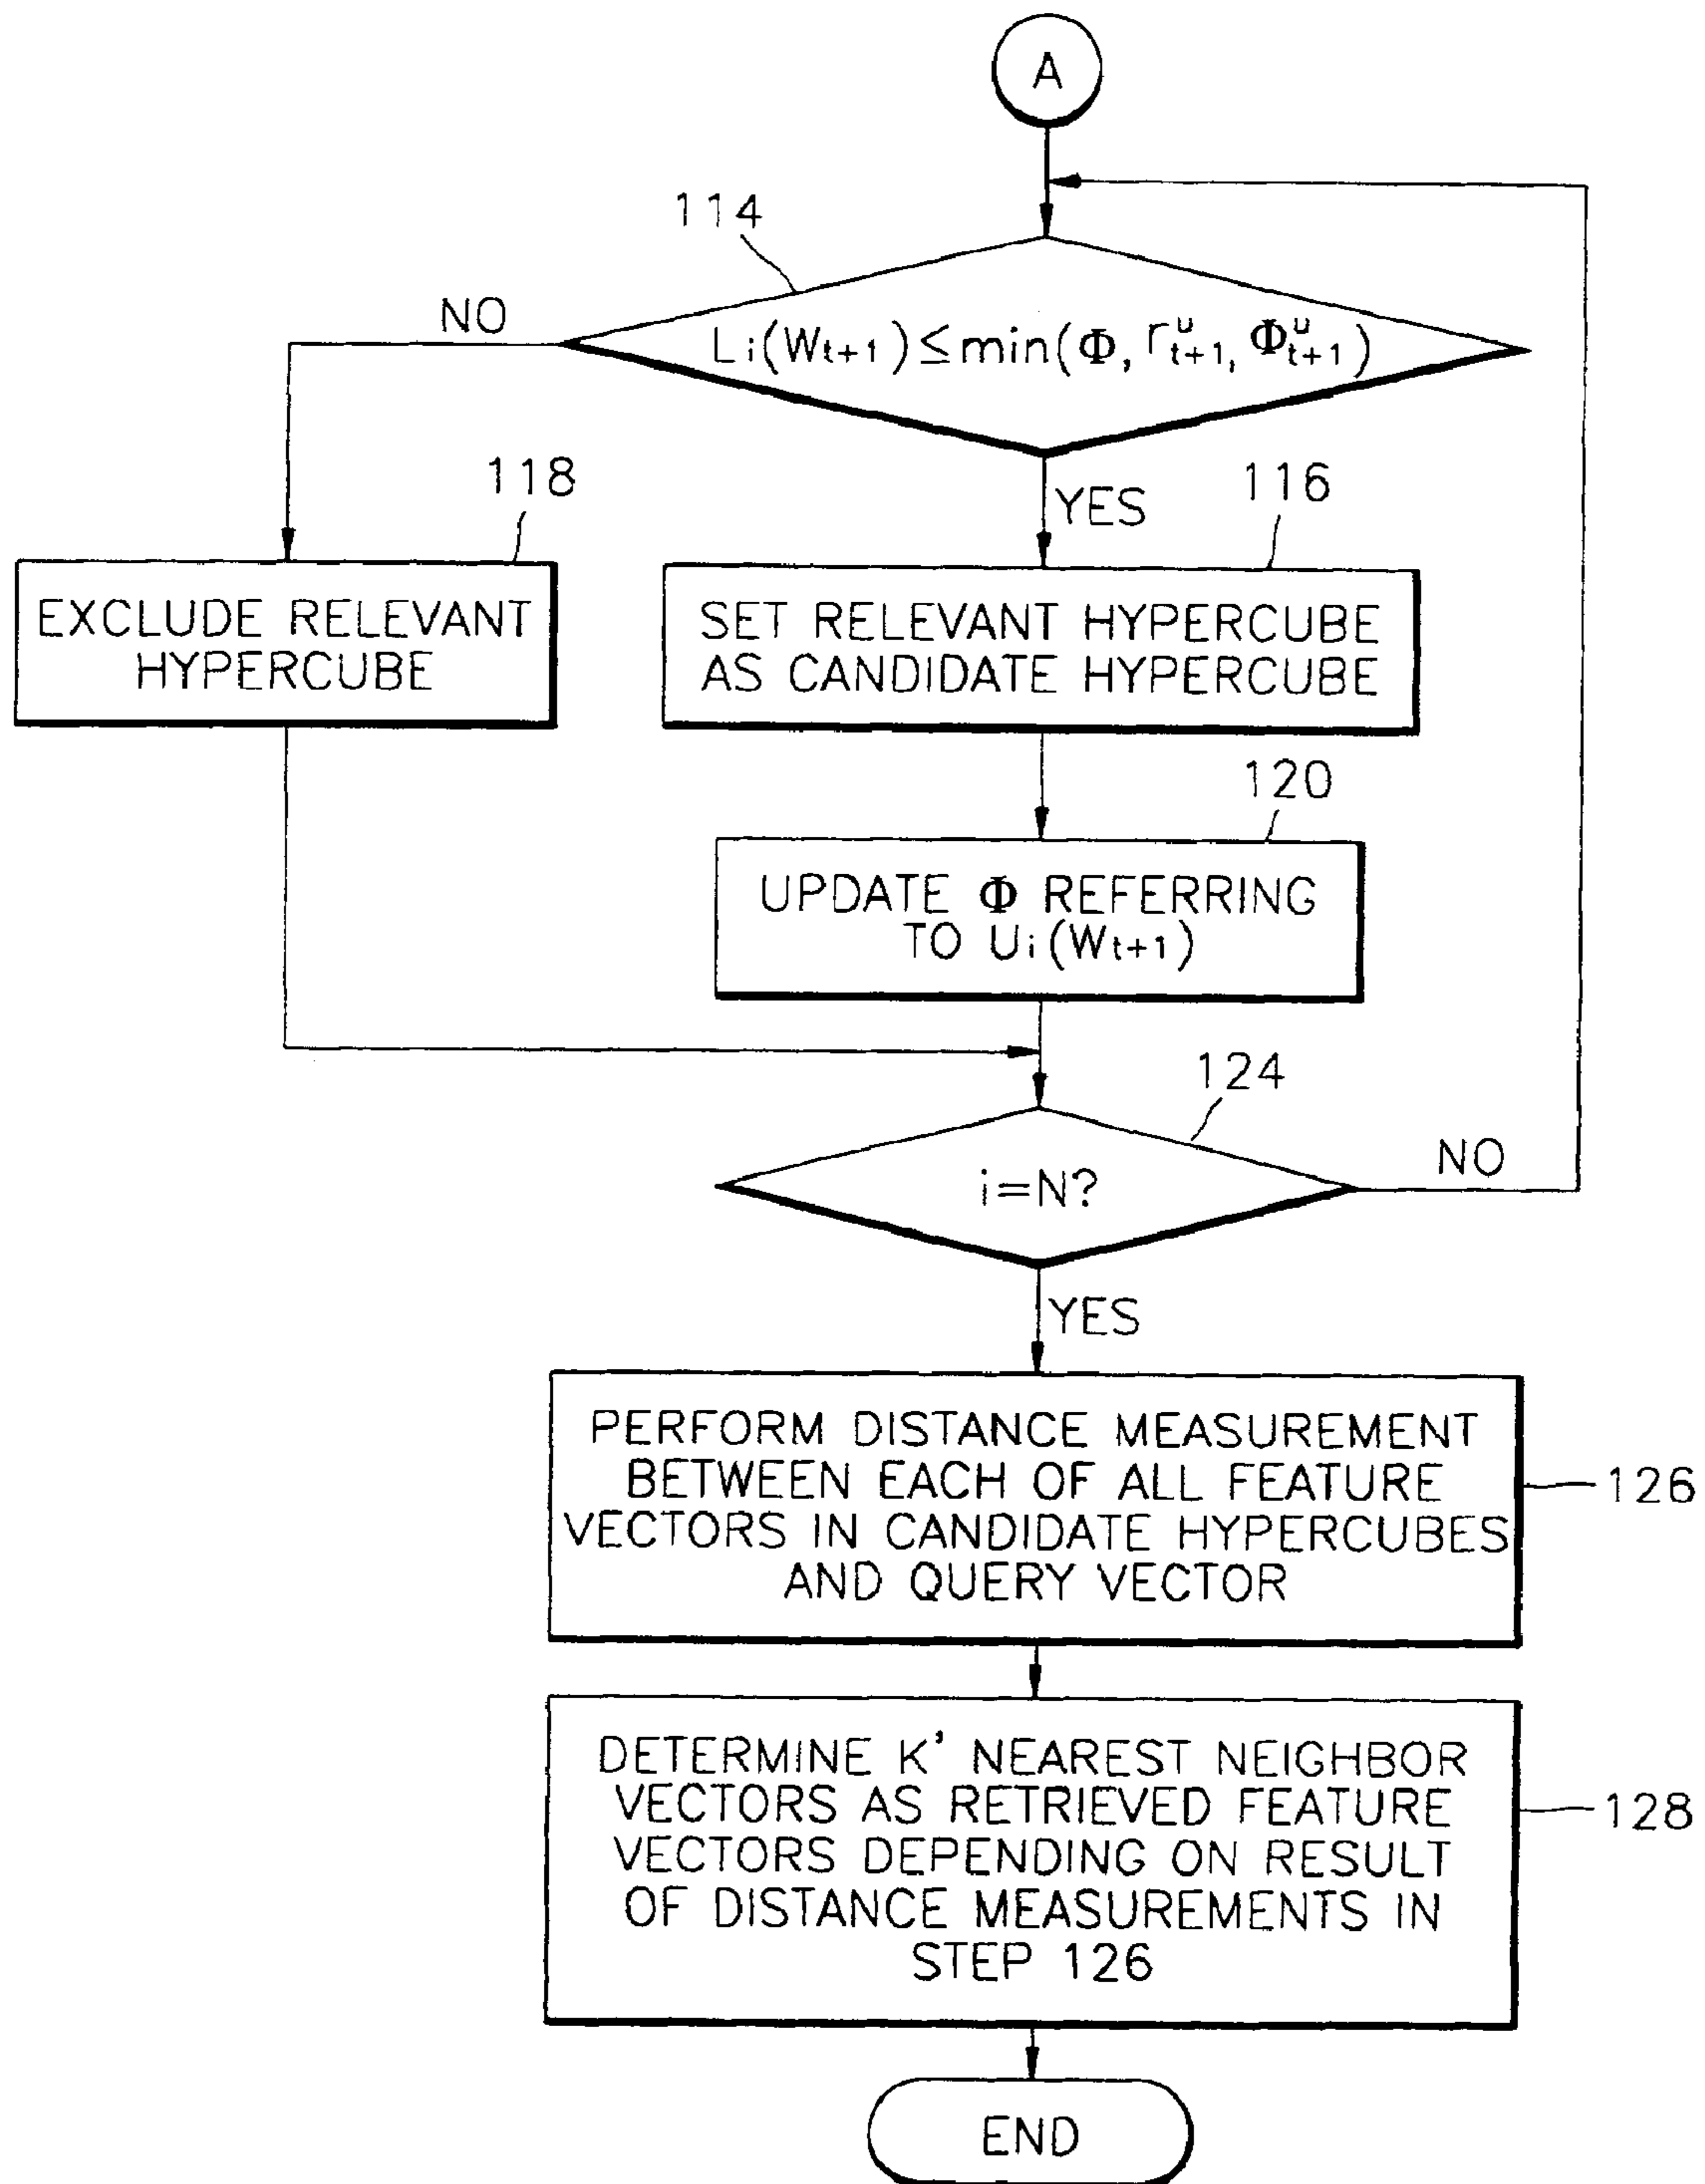 A
114
NO
Li(Wt+1)≤min(Φ, r^u_t+1, Φ^u_t+1)
118
YES
116
EXCLUDE RELEVANT
HYPERCUBE
SET RELEVANT HYPERCUBE
AS CANDIDATE HYPERCUBE
120
UPDATE Φ REFERRING
TO Ui(Wt+1)
124
i=N?
NO
YES
PERFORM DISTANCE MEASUREMENT
BETWEEN EACH OF ALL FEATURE
VECTORS IN CANDIDATE HYPERCUBES
AND QUERY VECTOR
126
DETERMINE K' NEAREST NEIGHBOR
VECTORS AS RETRIEVED FEATURE
VECTORS DEPENDING ON RESULT
OF DISTANCE MEASUREMENTS IN
STEP 126
128
END